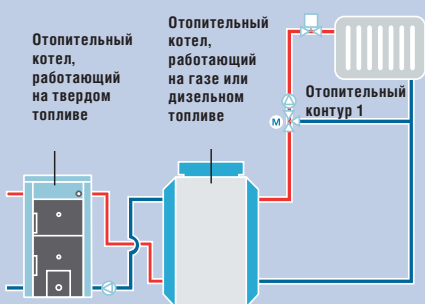 Отопительный
котел,
работающий
на твердом
топливе
Отопительный
котел,
работающий
на газе или
дизельном
топливе
Отопительный
контур 1
M